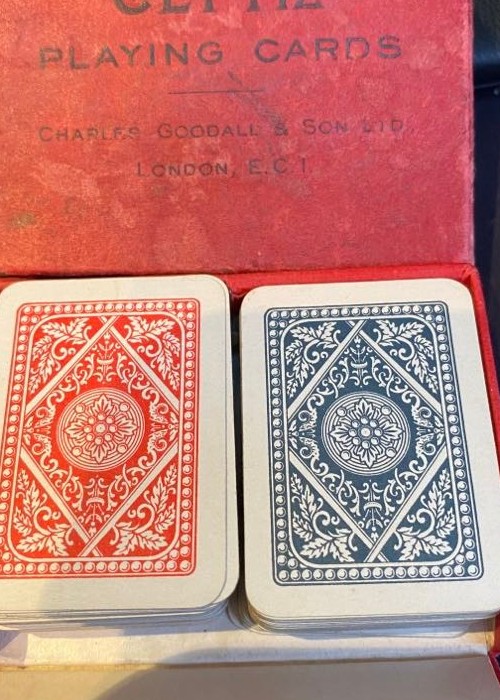 PLAYING CARDS
CHARLES GOODALL & SON LTD
LONDON, E.C 1.